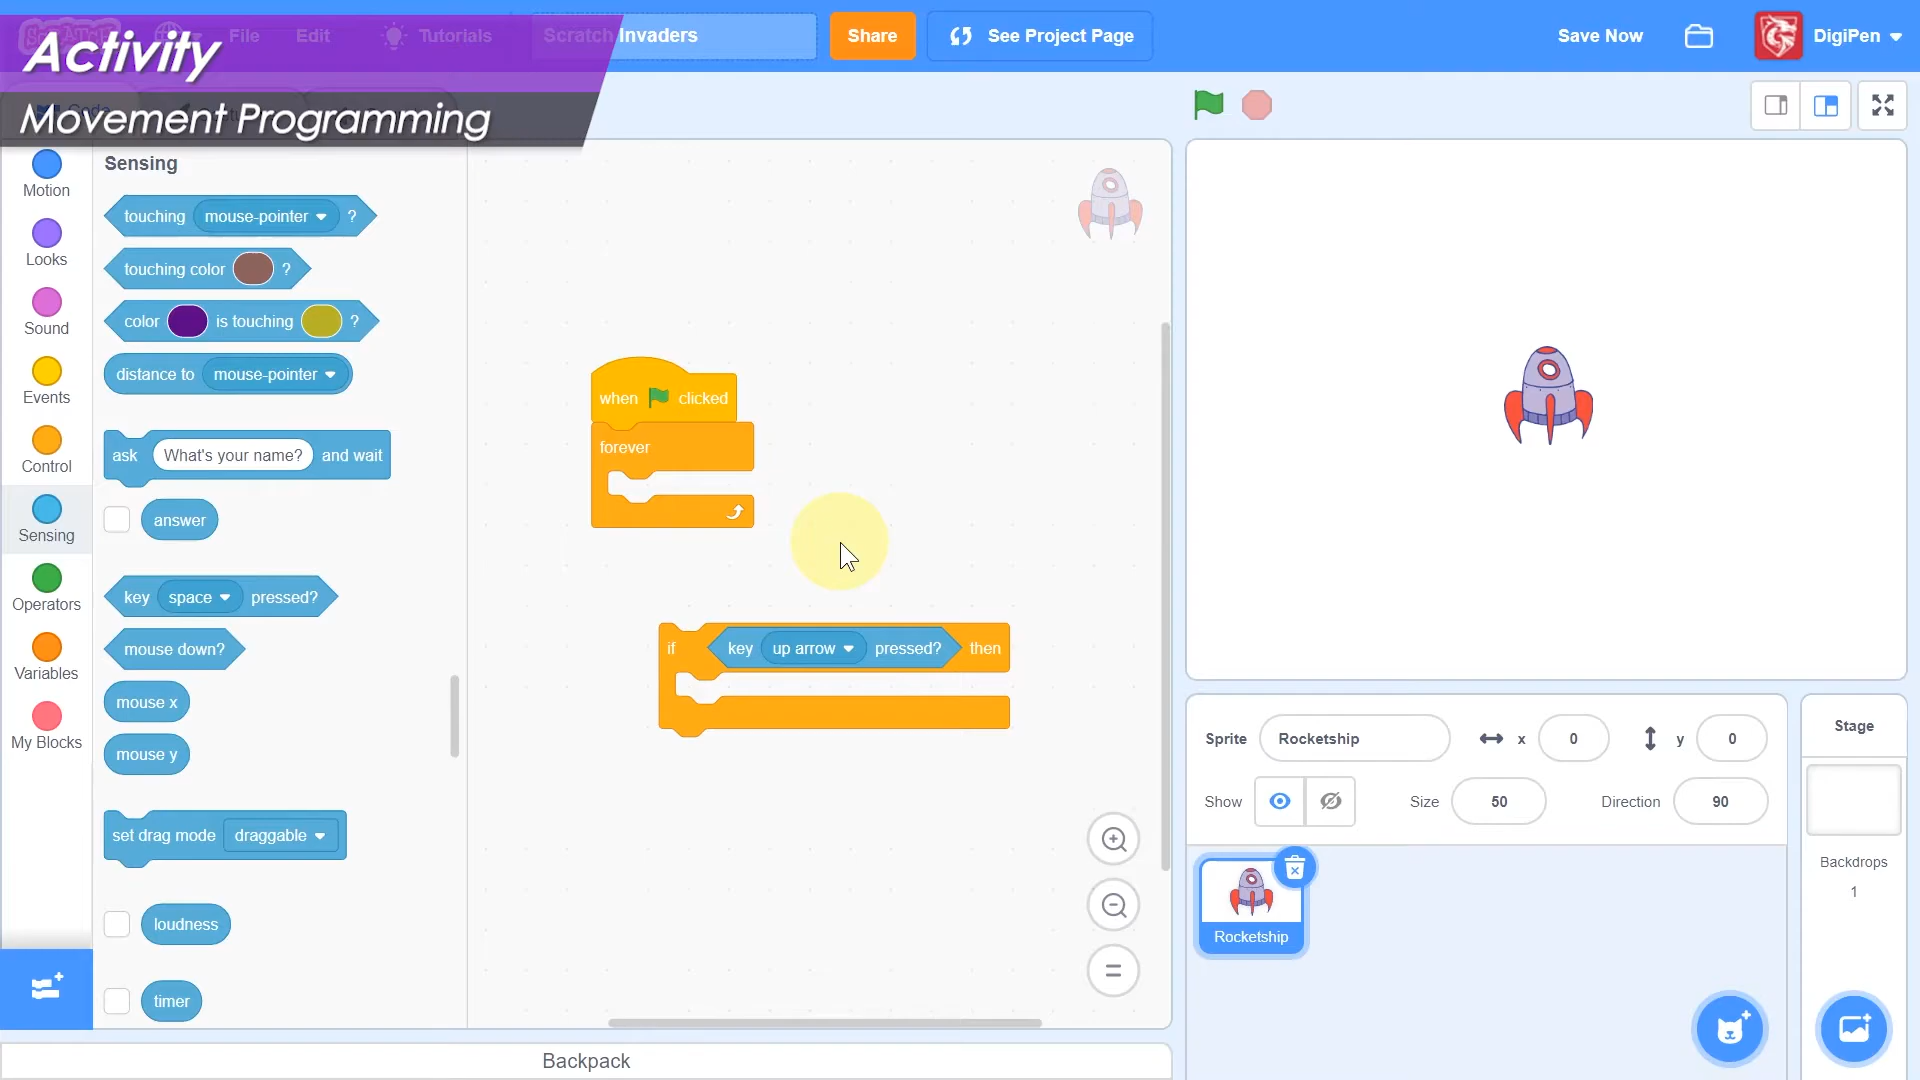 Activity
Movement Programming
File
Edit
Tutorials
Scratch Invaders
Share
See Project Page
Save Now
DigiPen
Motion
Looks
Sound
Events
Control
Sensing
Operators
Variables
My Blocks
Sensing
touching mouse-pointer ?
touching color ?
color is touching ?
distance to mouse-pointer
ask What's your name? and wait
answer
key space pressed?
mouse down?
mouse x
mouse y
set drag mode draggable
loudness
timer
when clicked
forever
if key up arrow pressed? then
Backpack
Sprite Rocketship x 0 y 0
Show Size 50 Direction 90
Rocketship
Stage
Backdrops
1